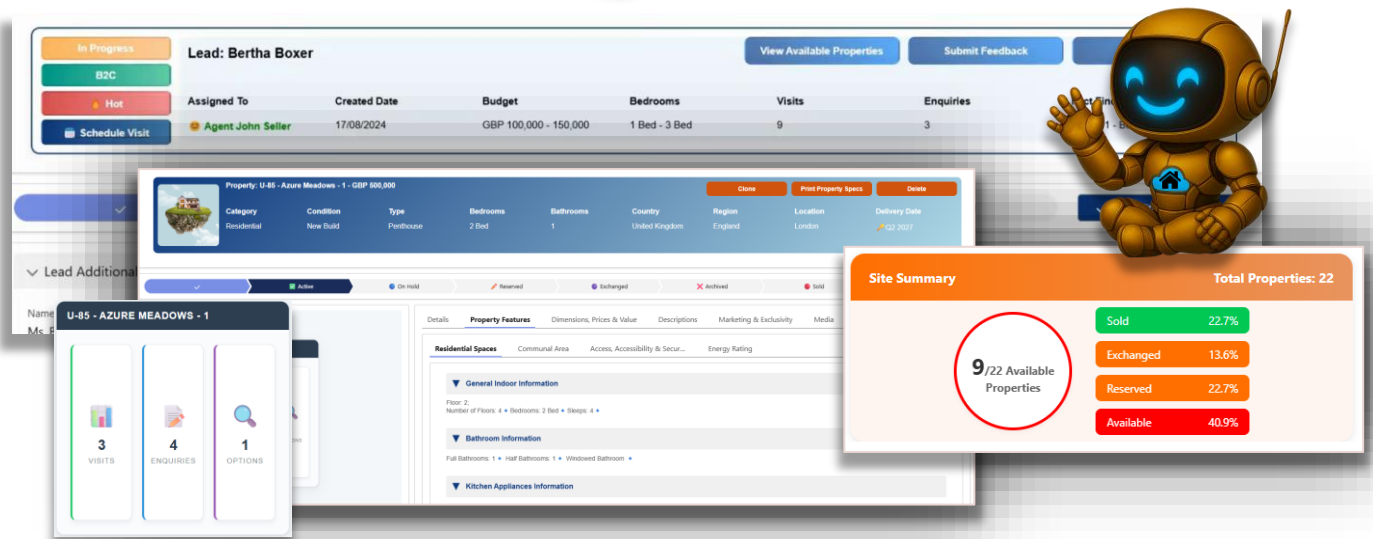 In Progress
B2C
Hot
Schedule Visit
Lead: Bertha Boxer
View Available Properties
Submit Feedback
Assigned To
Created Date
Budget
Bedrooms
Visits
Enquiries
Agent John Seller
17/08/2024
GBP 100,000 - 150,000
1 Bed - 3 Bed
9
3
Lead Additional
Name
Property: U-85 - Azure Meadows - 1 - GBP 500,000
Clone
Print Property Specs
Delete
Category
Condition
Type
Bedrooms
Bathrooms
Country
Region
Location
Delivery Date
Residential
New Build
Penthouse
2 Bed
1
United Kingdom
England
London
Q2 2027
Active
On Hold
Reserved
Exchanged
Archived
Sold
Details
Property Features
Dimensions, Prices & Value
Descriptions
Marketing & Exclusivity
Media
Residential Spaces
Communal Area
Access, Accessibility & Secur...
Energy Rating
General Indoor Information
Floor: 2;
Number of Floors: 4 • Bedrooms: 2 Bed • Sleeps: 4 •
Bathroom Information
Full Bathrooms: 1 • Half Bathrooms: 1 • Windowed Bathroom •
Kitchen Appliances Information
U-85 - AZURE MEADOWS - 1
3
VISITS
4
ENQUIRIES
1
OPTIONS
Site Summary
Total Properties: 22
9/22 Available
Properties
Sold 22.7%
Exchanged 13.6%
Reserved 22.7%
Available 40.9%